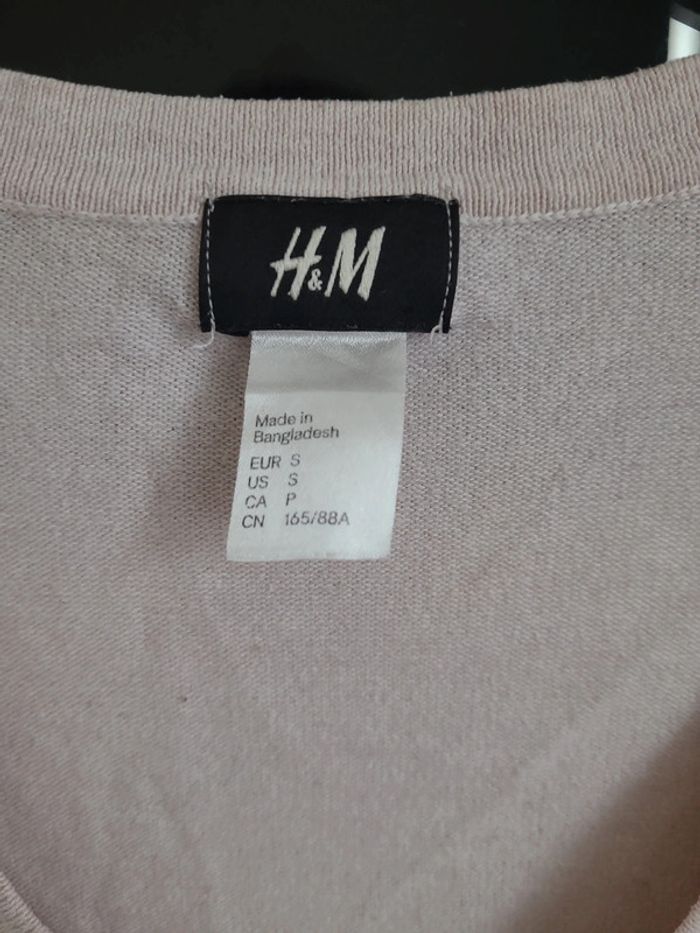 H&M
Made in
Bangladesh
EUR S
US S
CA P
CN 165/88A